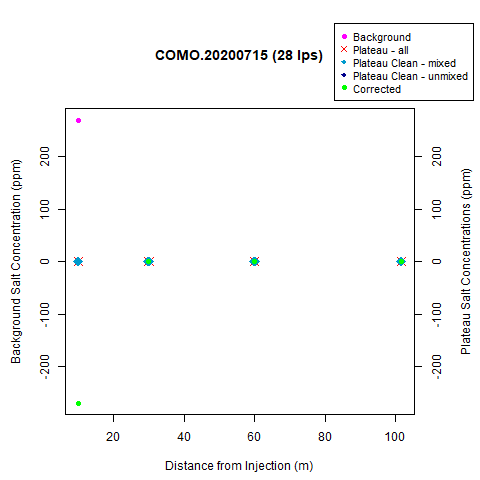 COMO.20200715 (28 lps)
Background
Plateau - all
Plateau Clean - mixed
Plateau Clean - unmixed
Corrected
Background Salt Concentration (ppm)
200
100
0
-100
-200
200
100
0
-100
-200
Plateau Salt Concentrations (ppm)
20 40 60 80 100
Distance from Injection (m)